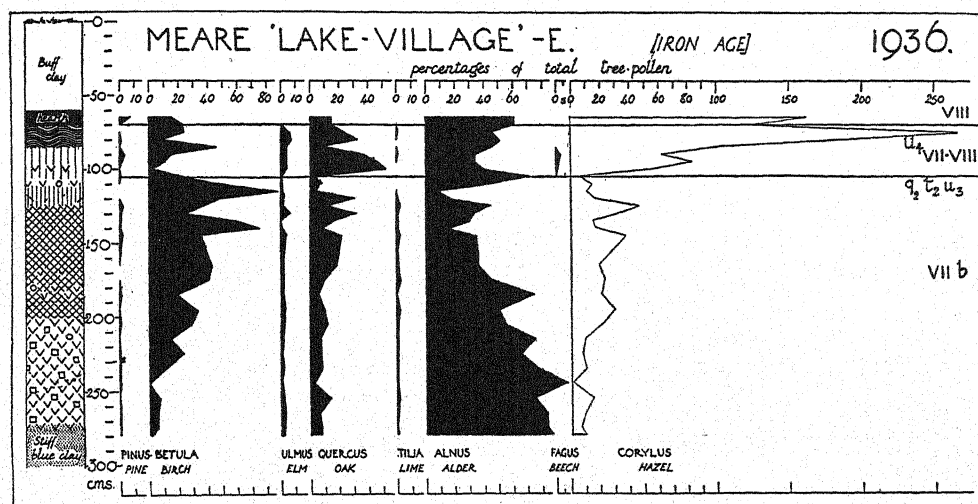 MEARE 'LAKE-VILLAGE'-E. [IRON AGE] 1936.
percentages of total tree-pollen
0 10 0 20 40 60 80 0 10 0 20 40 0 10 0 20 40 60 80 0 50 10 20 100 150 200 250
0
50
100
150
200
250
300
cms.
Buff clay
Hearth
Stiff blue clay
VIII
U4 VII-VIII
q2 t2 u3
VII b
PINUS BETULA ULMUS QUERCUS TILIA ALNUS FAGUS CORYLUS
PINE BIRCH ELM OAK LIME ALDER BEECH HAZEL